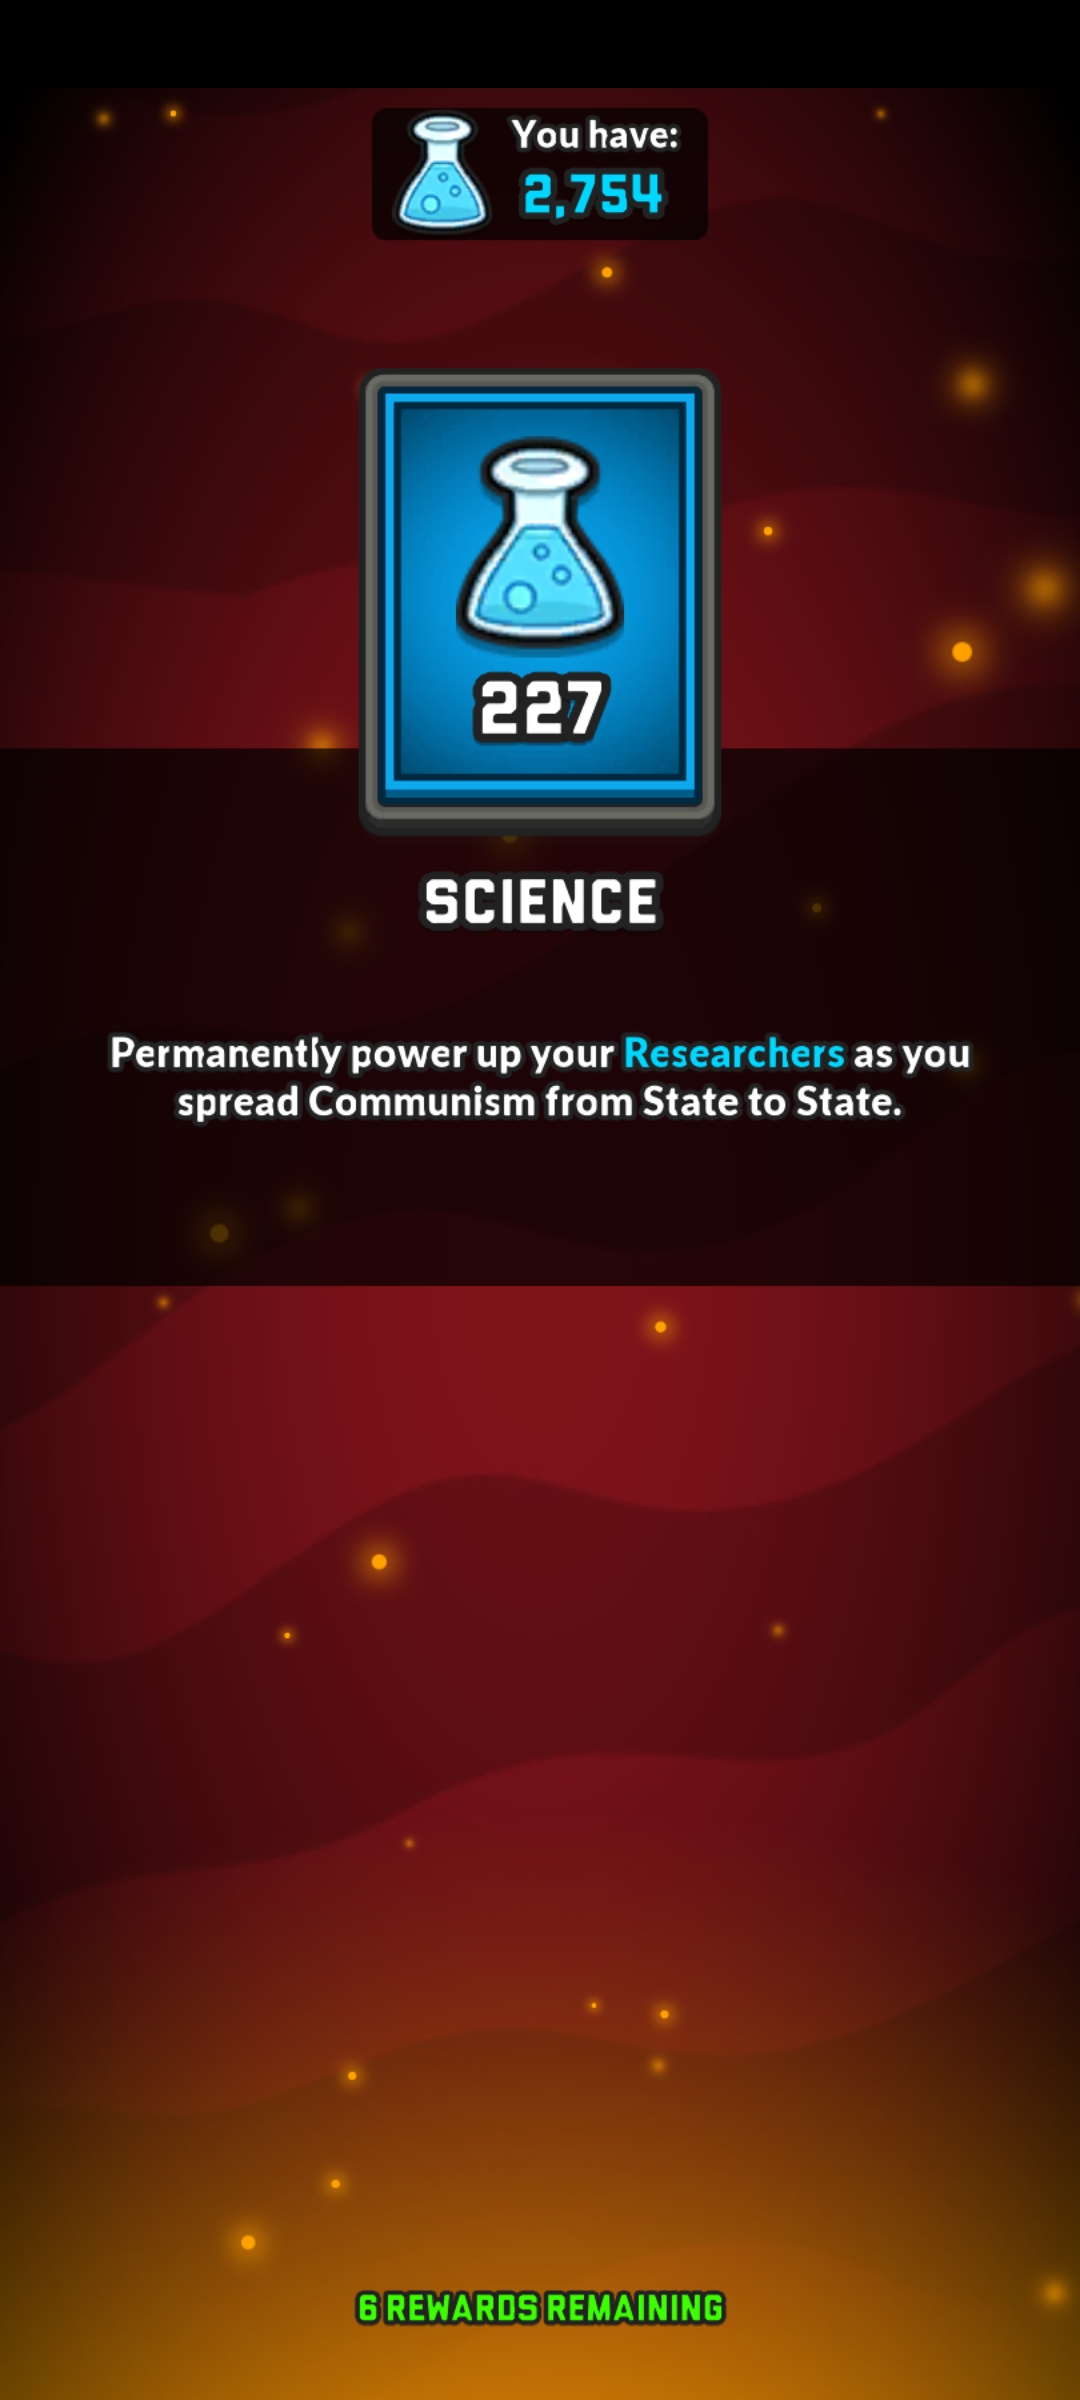 You have:
2,754
227
SCIENCE
Permanently power up your Researchers as you
spread Communism from State to State.
6 REWARDS REMAINING